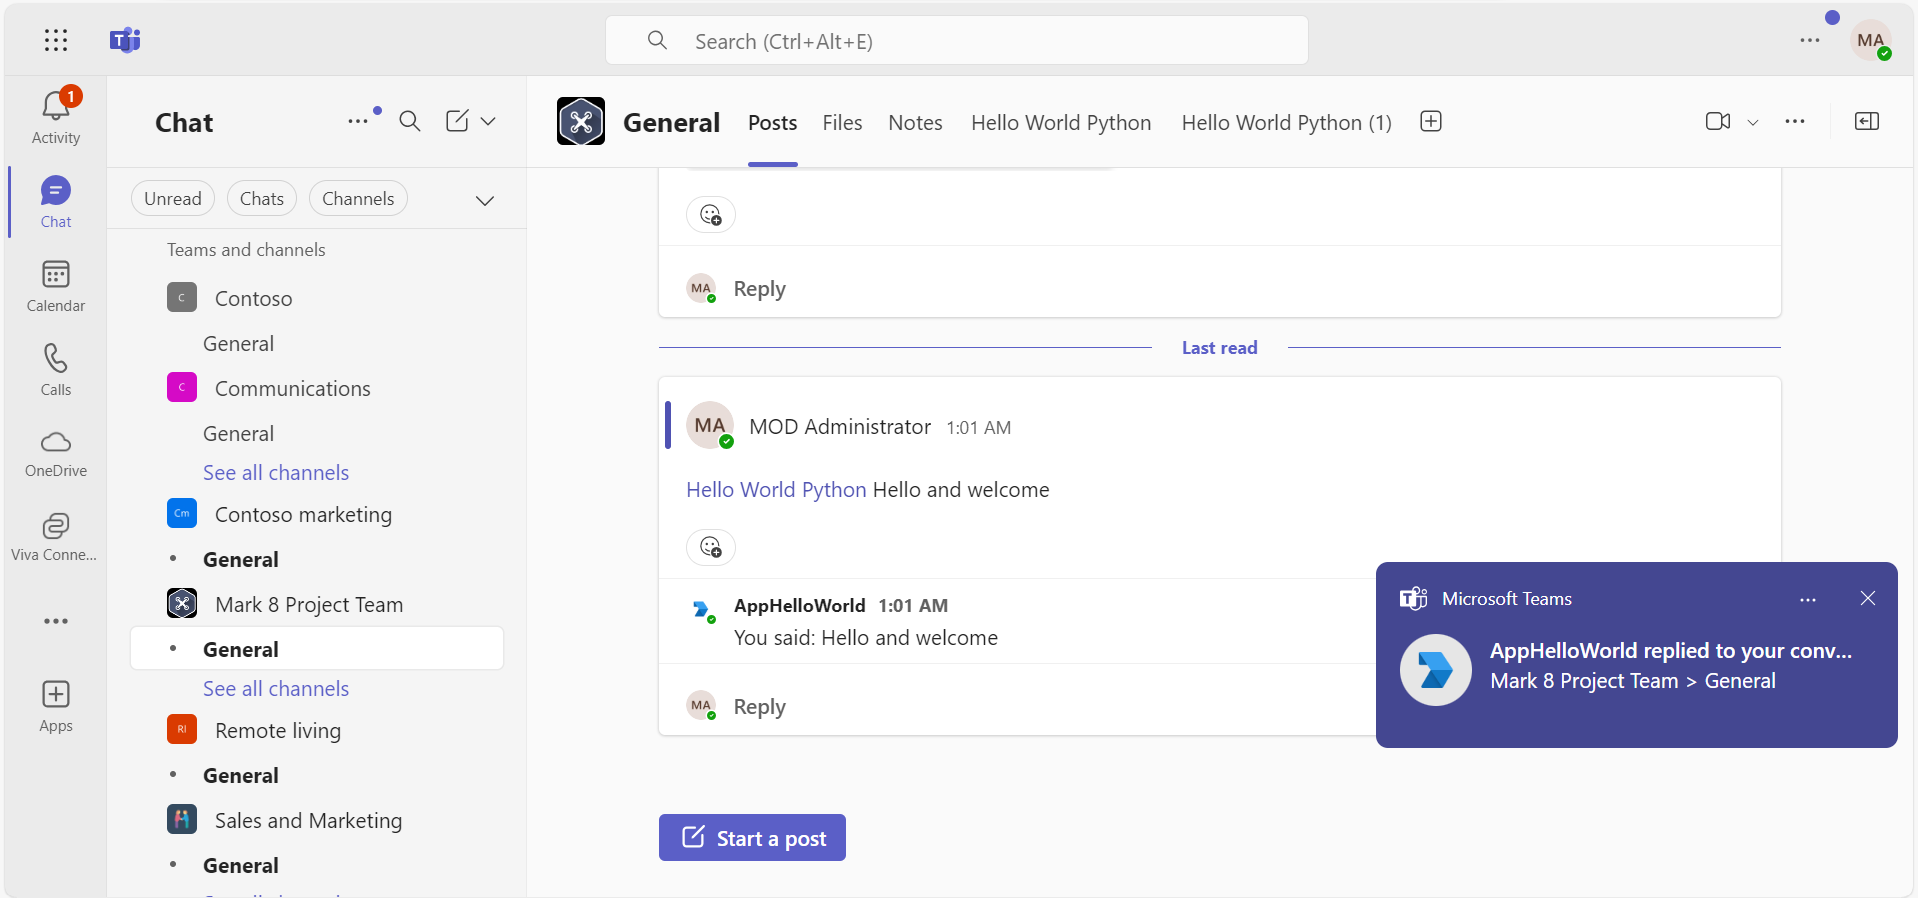 Search (Ctrl+Alt+E)
MA
1
Activity
Chat
Calendar
Calls
OneDrive
Viva Conne...
Apps
Chat
Unread
Chats
Channels
Teams and channels
C
Contoso
General
C
Communications
General
See all channels
Cm
Contoso marketing
General
Mark 8 Project Team
General
See all channels
RI
Remote living
General
Sales and Marketing
General
General
Posts
Files
Notes
Hello World Python
Hello World Python (1)
MA
Reply
Last read
MA
MOD Administrator 1:01 AM
Hello World Python Hello and welcome
AppHelloWorld 1:01 AM
You said: Hello and welcome
MA
Reply
Start a post
Microsoft Teams
AppHelloWorld replied to your conv...
Mark 8 Project Team > General